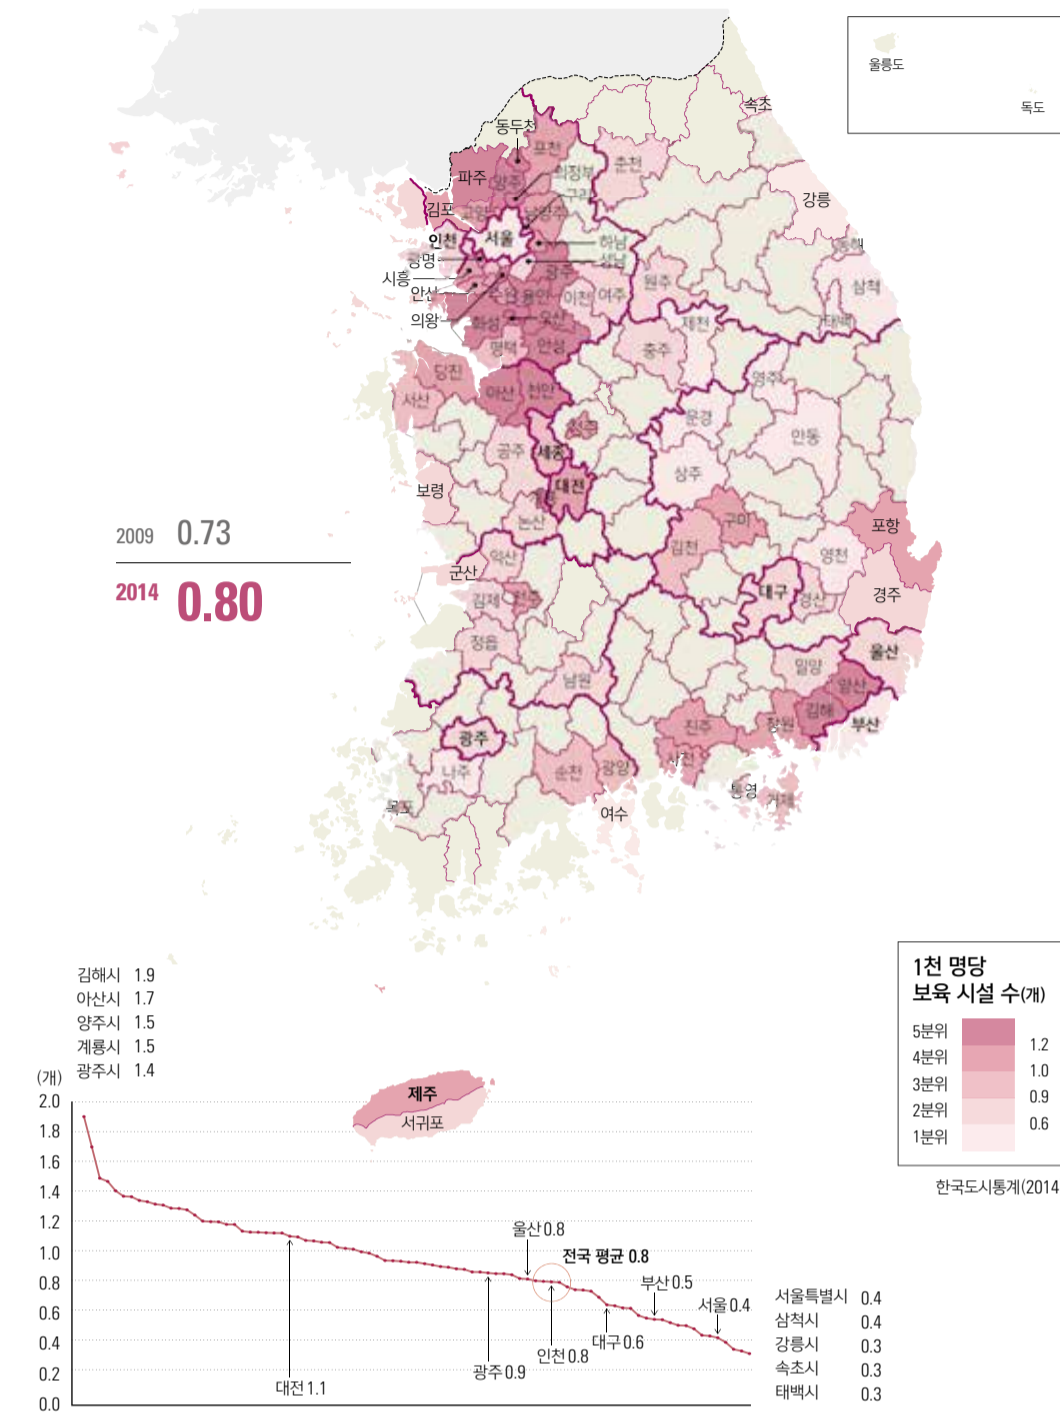 울릉도
독도
속초
동두천
포천
파주
양주
의정부
춘천
구리
강릉
김포
고양
남양주
인천
서울
하남
동해
광명
성남
시흥
광주
안산
수원
용인
이천
여주
원주
삼척
의왕
화성
오산
태백
제천
평택
안성
충주
당진
영주
서산
아산
천안
문경
청주
안동
공주
세종
상주
보령
대전
계룡
논산
구미
포항
2009 0.73
김천
영천
익산
군산
2014 0.80
김제
전주
대구
경산
경주
정읍
울산
밀양
남원
양산
김해
광주
진주
창원
부산
나주
순천
광양
사천
목포
통영
거제
여수
김해시 1.9
아산시 1.7
양주시 1.5
계룡시 1.5
광주시 1.4
제주
서귀포
1천 명당
보육 시설 수(개)
5분위
1.2
4분위
1.0
3분위
0.9
2분위
0.6
1분위
한국도시통계(2014
(개)
2.0
1.8
1.6
1.4
1.2
1.0
0.8
0.6
0.4
0.2
0.0
울산 0.8
전국 평균 0.8
부산 0.5
서울 0.4
대구 0.6
인천 0.8
광주 0.9
대전 1.1
서울특별시 0.4
삼척시 0.4
강릉시 0.3
속초시 0.3
태백시 0.3